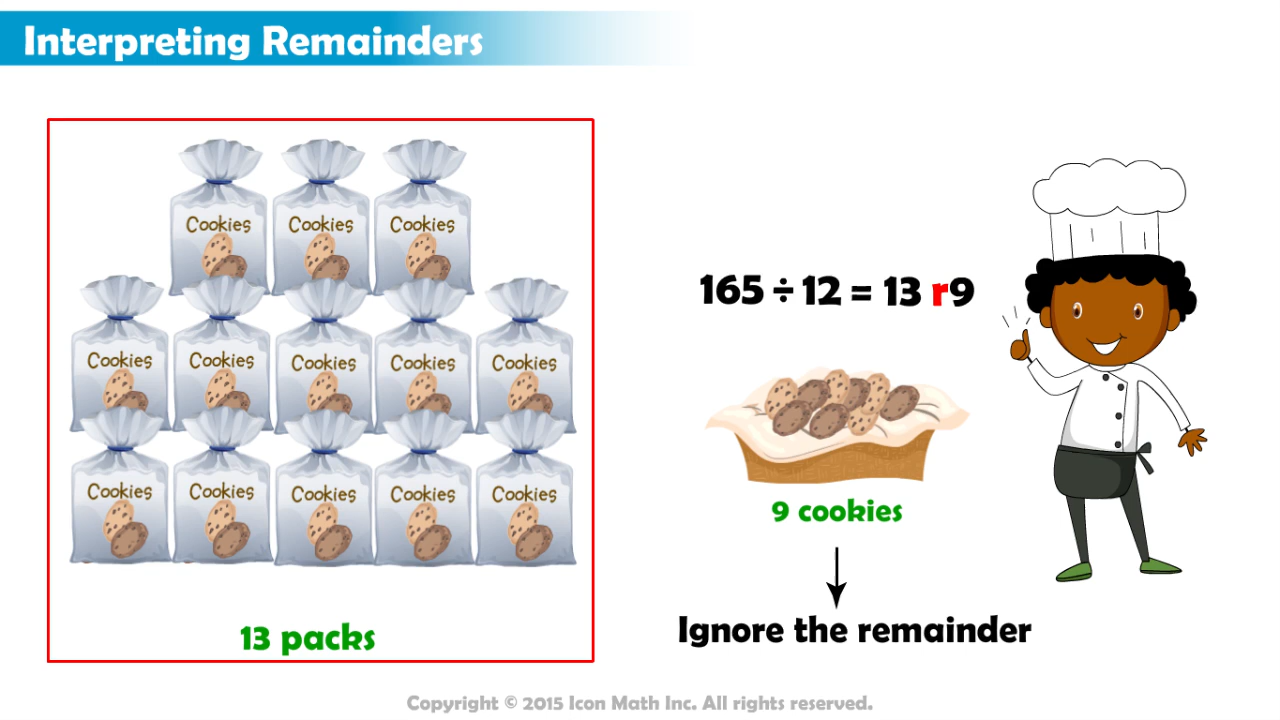 Interpreting Remainders
Cookies Cookies Cookies
Cookies Cookies Cookies Cookies Cookies
Cookies Cookies Cookies Cookies Cookies
13 packs
165 ÷ 12 = 13 r9
9 cookies
Ignore the remainder
Copyright © 2015 Icon Math Inc. All rights reserved.